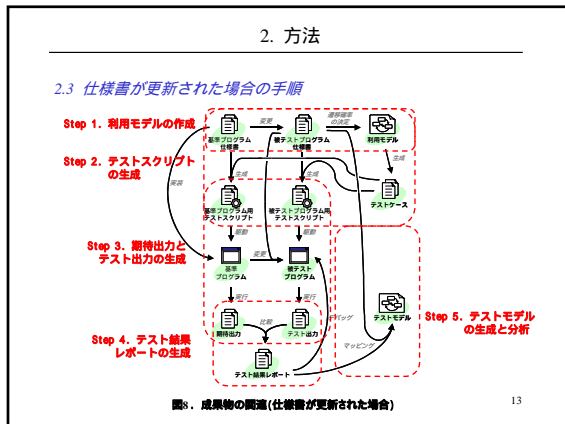 2. 方法
2.3 仕様書が更新された場合の手順
Step 1. 利用モデルの作成
Step 2. テストスクリプト
の生成
Step 3. 期待出力と
テスト出力の生成
Step 4. テスト結果
レポートの生成
Step 5. テストモデル
の生成と分析
基準プログラム
仕様書
変更
被テストプログラム
仕様書
遷移確率
の決定
利用モデル
生成
テストケース
実装
生成
生成
基準プログラム用
テストスクリプト
被テストプログラム用
テストスクリプト
駆動
駆動
基準
プログラム
変更
被テスト
プログラム
実行
実行
期待出力
比較
テスト出力
デバッグ
テスト結果レポート
マッピング
テストモデル
図8. 成果物の関連(仕様書が更新された場合)
13